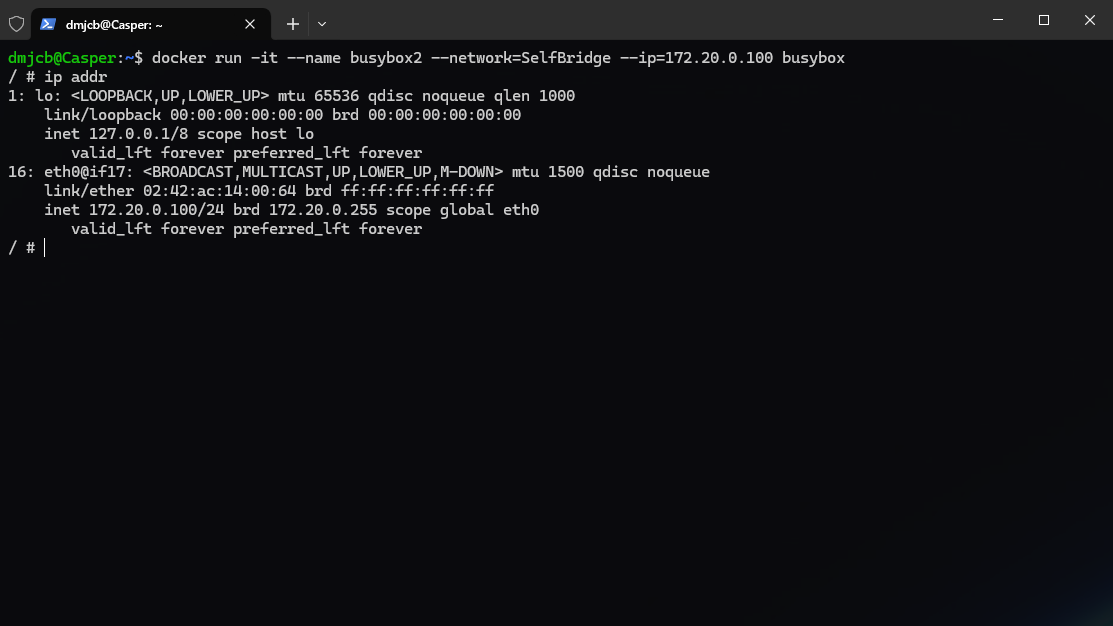 dmjcb@Casper: ~
dmjcb@Casper:~$ docker run -it --name busybox2 --network=SelfBridge --ip=172.20.0.100 busybox
/ # ip addr
1: lo: <LOOPBACK,UP,LOWER_UP> mtu 65536 qdisc noqueue qlen 1000
    link/loopback 00:00:00:00:00:00 brd 00:00:00:00:00:00
    inet 127.0.0.1/8 scope host lo
       valid_lft forever preferred_lft forever
16: eth0@if17: <BROADCAST,MULTICAST,UP,LOWER_UP,M-DOWN> mtu 1500 qdisc noqueue
    link/ether 02:42:ac:14:00:64 brd ff:ff:ff:ff:ff:ff
    inet 172.20.0.100/24 brd 172.20.0.255 scope global eth0
       valid_lft forever preferred_lft forever
/ #